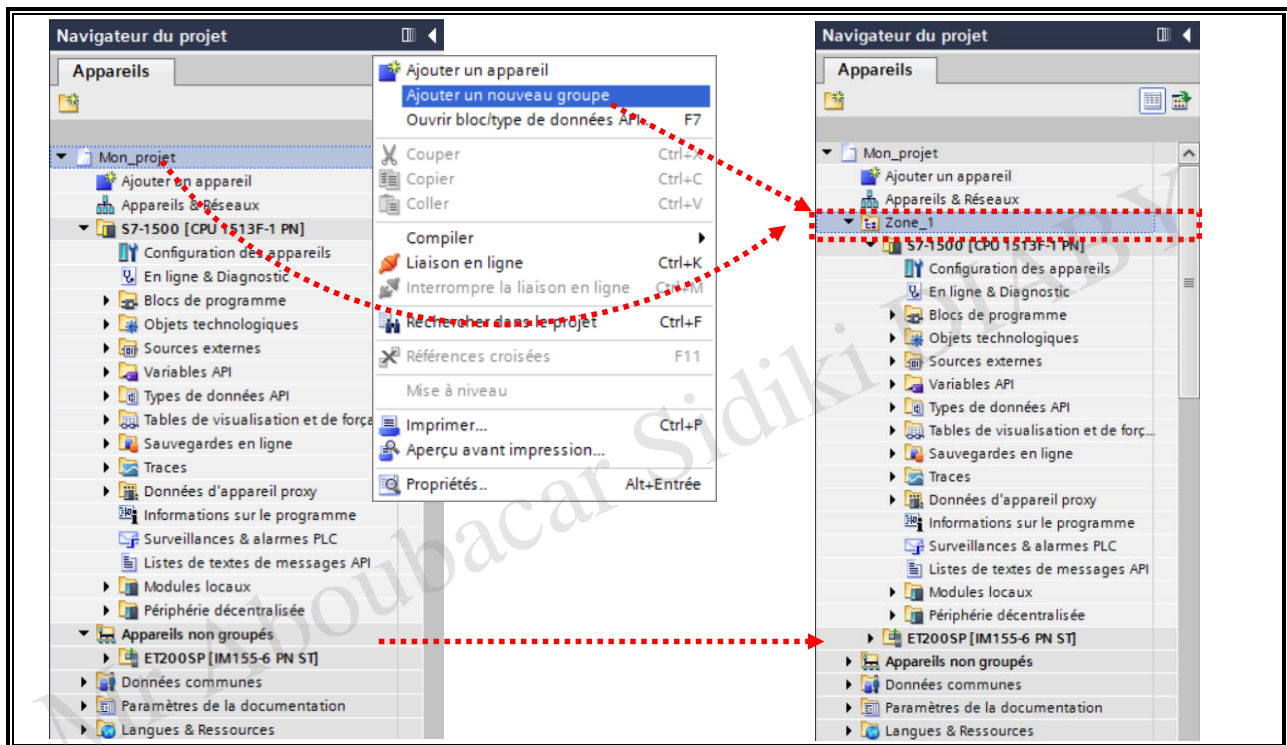 Navigateur du projet
Appareils
Mon_projet
Ajouter un appareil
Appareils & Réseaux
S7-1500 [CPU 1513F-1 PN]
Configuration des appareils
En ligne & Diagnostic
Blocs de programme
Objets technologiques
Sources externes
Variables API
Types de données API
Tables de visualisation et de força
Sauvegardes en ligne
Traces
Données d'appareil proxy
Informations sur le programme
Surveillances & alarmes PLC
Listes de textes de messages API
Modules locaux
Périphérie décentralisée
Appareils non groupés
ET200SP [IM155-6 PN ST]
Données communes
Paramètres de la documentation
Langues & Ressources
Ajouter un appareil
Ajouter un nouveau groupe
Ouvrir bloc/type de données API... F7
Couper Ctrl+X
Copier Ctrl+C
Coller Ctrl+V
Compiler
Liaison en ligne Ctrl+K
Interrompre la liaison en ligne Ctrl+M
Rechercher dans le projet Ctrl+F
Références croisées F11
Mise à niveau
Imprimer... Ctrl+P
Aperçu avant impression...
Propriétés.. Alt+Entrée
Navigateur du projet
Appareils
Mon_projet
Ajouter un appareil
Appareils & Réseaux
Zone_1
S7-1500 [CPU 1513F-1 PN]
Configuration des appareils
En ligne & Diagnostic
Blocs de programme
Objets technologiques
Sources externes
Variables API
Types de données API
Tables de visualisation et de forç...
Sauvegardes en ligne
Traces
Données d'appareil proxy
Informations sur le programme
Surveillances & alarmes PLC
Listes de textes de messages API
Modules locaux
Périphérie décentralisée
ET200SP [IM155-6 PN ST]
Appareils non groupés
Données communes
Paramètres de la documentation
Langues & Ressources
Mr Aboubacar Sidiki DIABY